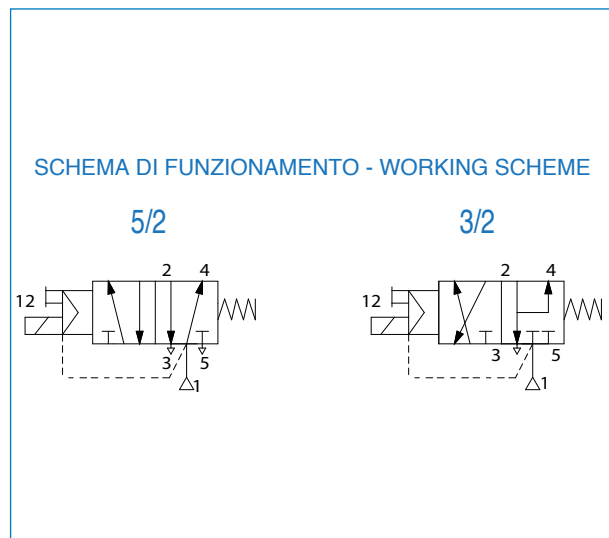 SCHEMA DI FUNZIONAMENTO - WORKING SCHEME
5/2 3/2
2 4 2 4
12 12
3 5 3 5
1 1